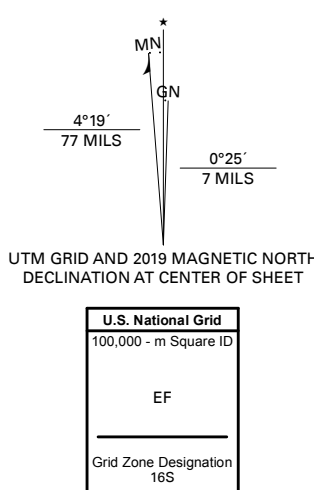 MN
GN
4°19´
77 MILS
0°25´
7 MILS
UTM GRID AND 2019 MAGNETIC NORTH
DECLINATION AT CENTER OF SHEET
U.S. National Grid
100,000 - m Square ID
EF
Grid Zone Designation
16S